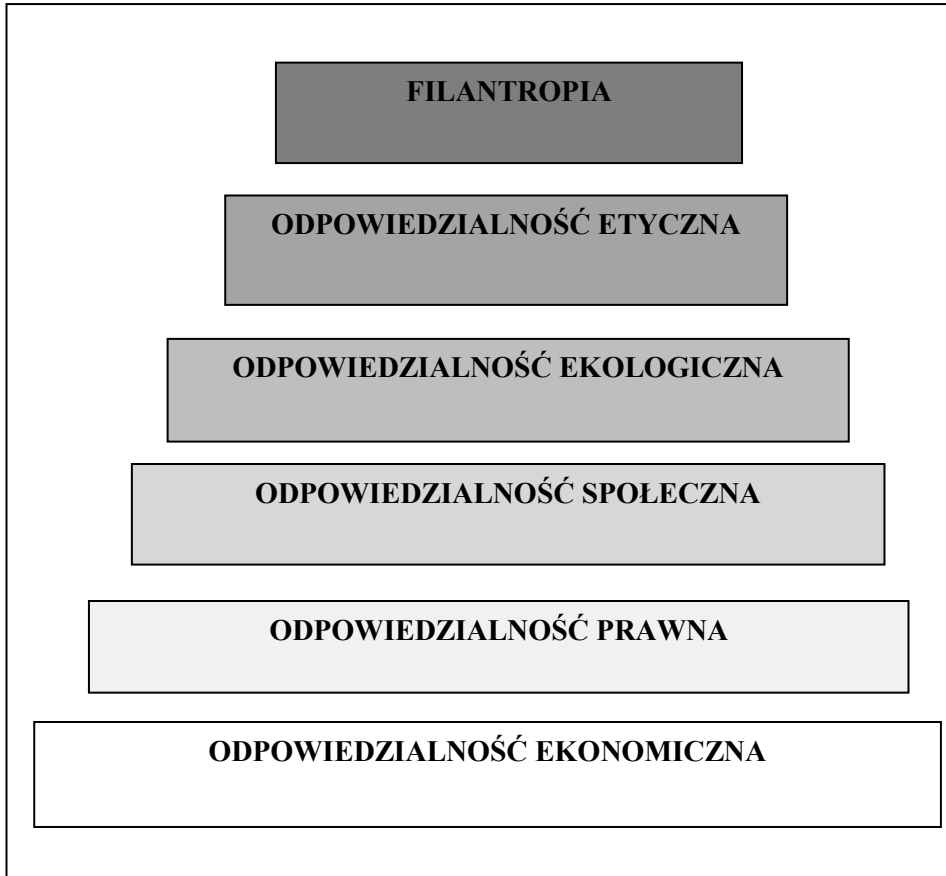 FILANTROPIA
ODPOWIEDZIALNOŚĆ ETYCZNA
ODPOWIEDZIALNOŚĆ EKOLOGICZNA
ODPOWIEDZIALNOŚĆ SPOŁECZNA
ODPOWIEDZIALNOŚĆ PRAWNA
ODPOWIEDZIALNOŚĆ EKONOMICZNA